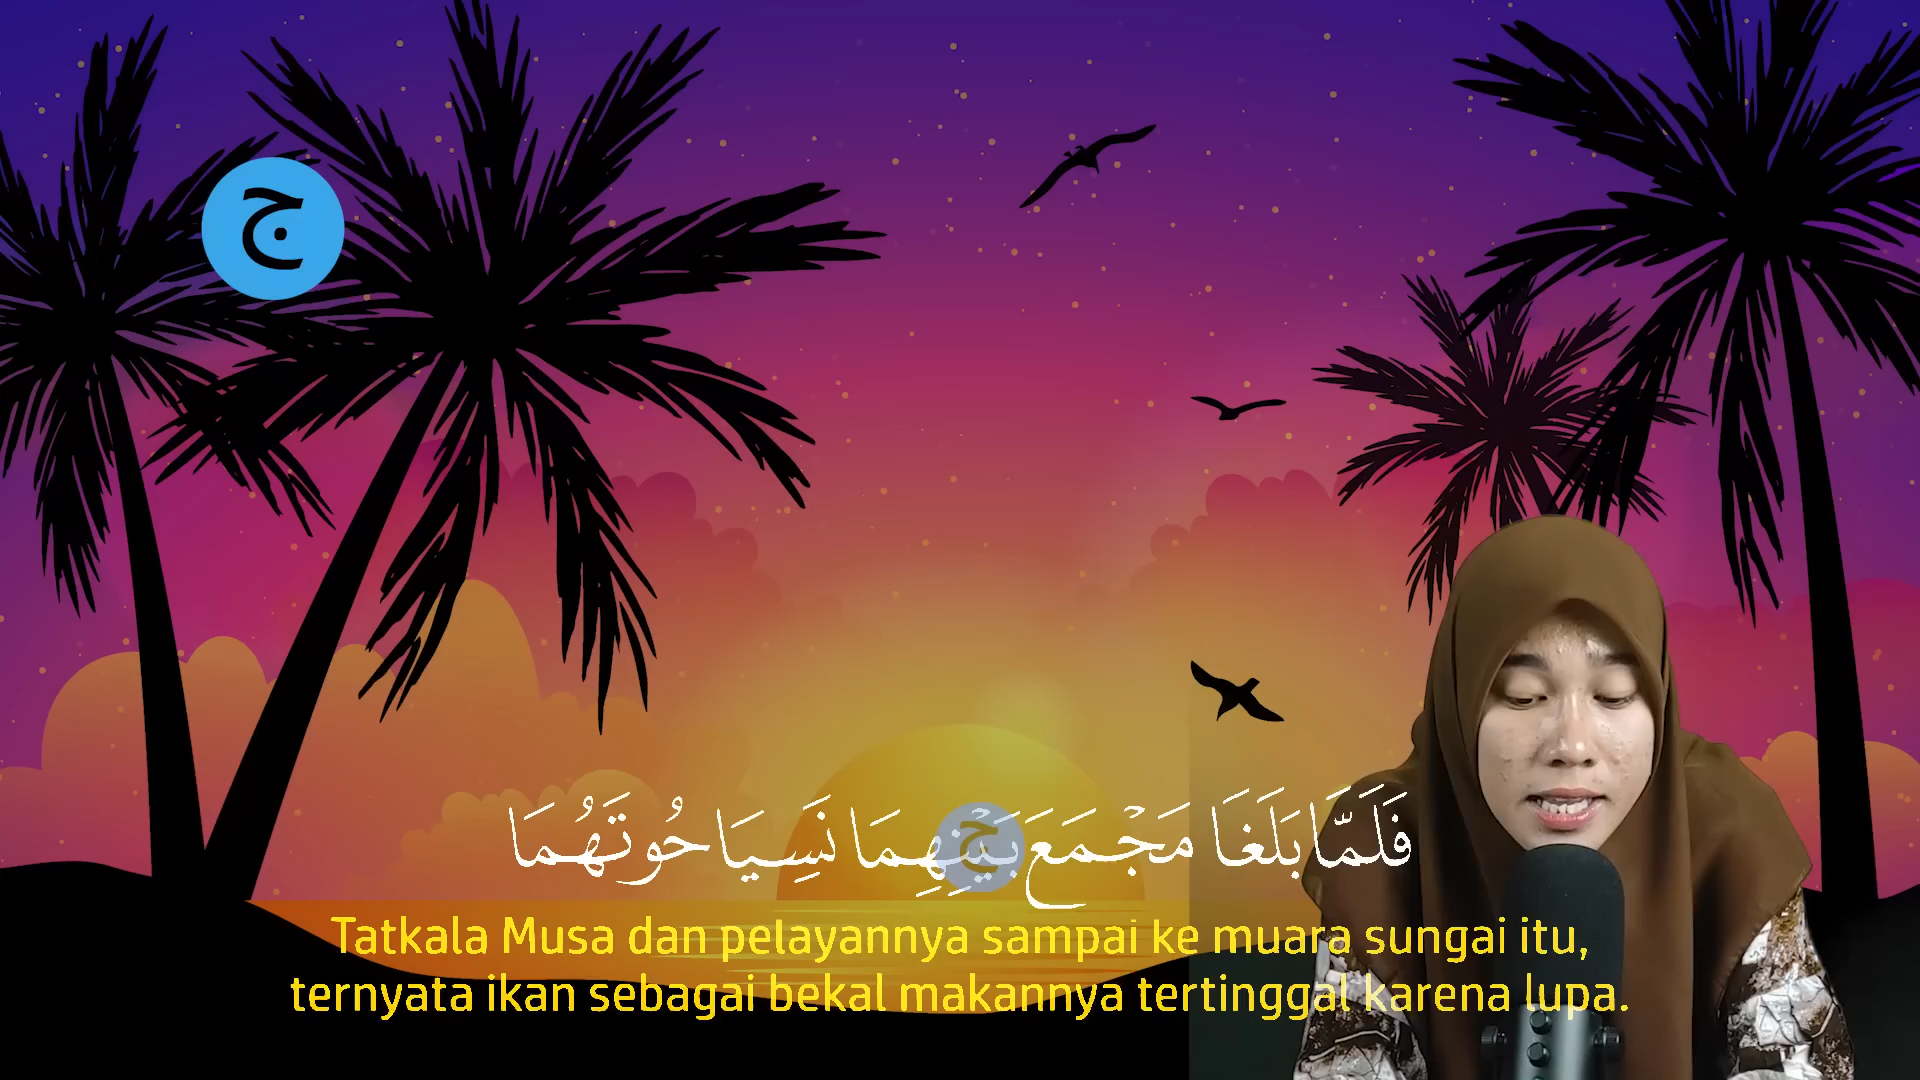 ج
فَلَمَّا بَلَغَا مَجْمَعَ بَيْنِهِمَا نَسِيَا حُوتَهُمَا
ج
Tatkala Musa dan pelayannya sampai ke muara sungai itu,
ternyata ikan sebagai bekal makannya tertinggal karena lupa.